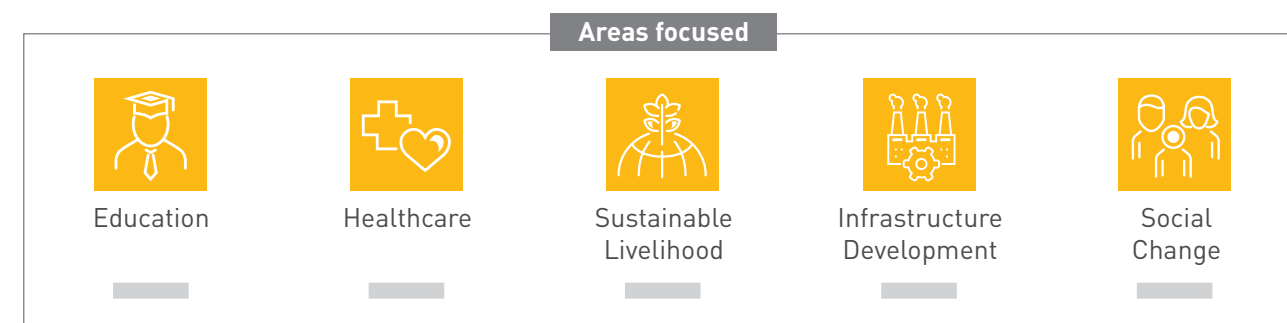 Areas focused
Education
Healthcare
Sustainable
Livelihood
Infrastructure
Development
Social
Change